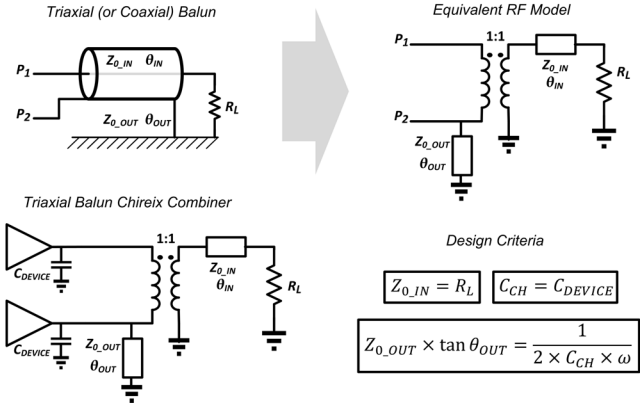 Triaxial (or Coaxial) Balun
Z0_IN θIN
P1
P2
RL
Z0_OUT θOUT
Equivalent RF Model
1:1
P1
Z0_IN
θIN
RL
P2
Z0_OUT
θOUT
Triaxial Balun Chireix Combiner
1:1
CDEVICE
Z0_IN
θIN
RL
CDEVICE
Z0_OUT
θOUT
Design Criteria
Z0_IN = RL
CCH = CDEVICE
Z0_OUT × tan θOUT = 1 / (2 × CCH × ω)